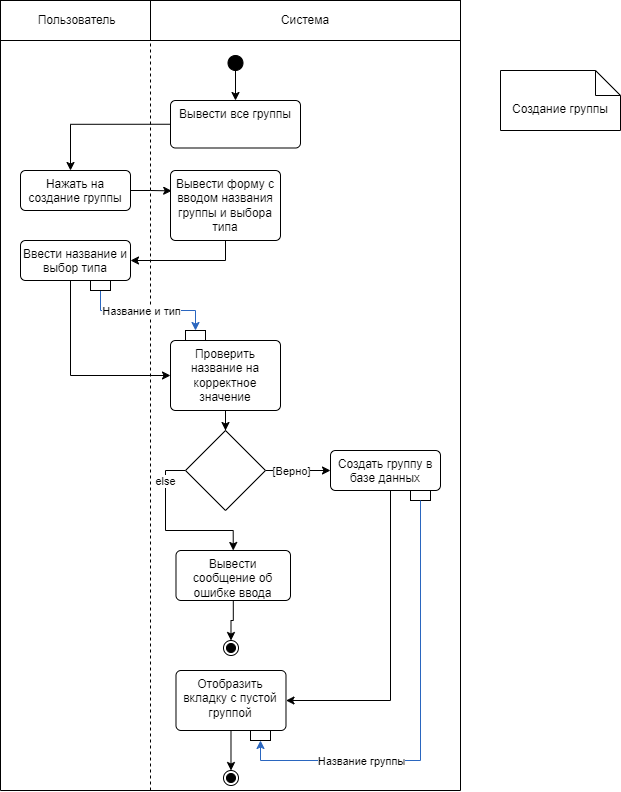 Пользователь
Система
Создание группы
Вывести все группы
Нажать на
создание группы
Вывести форму с
вводом названия
группы и выбора
типа
Ввести название и
выбор типа
Название и тип
Проверить
название на
корректное
значение
else
[Верно]
Создать группу в
базе данных
Вывести
сообщение об
ошибке ввода
Отобразить
вкладку с пустой
группой
Название группы